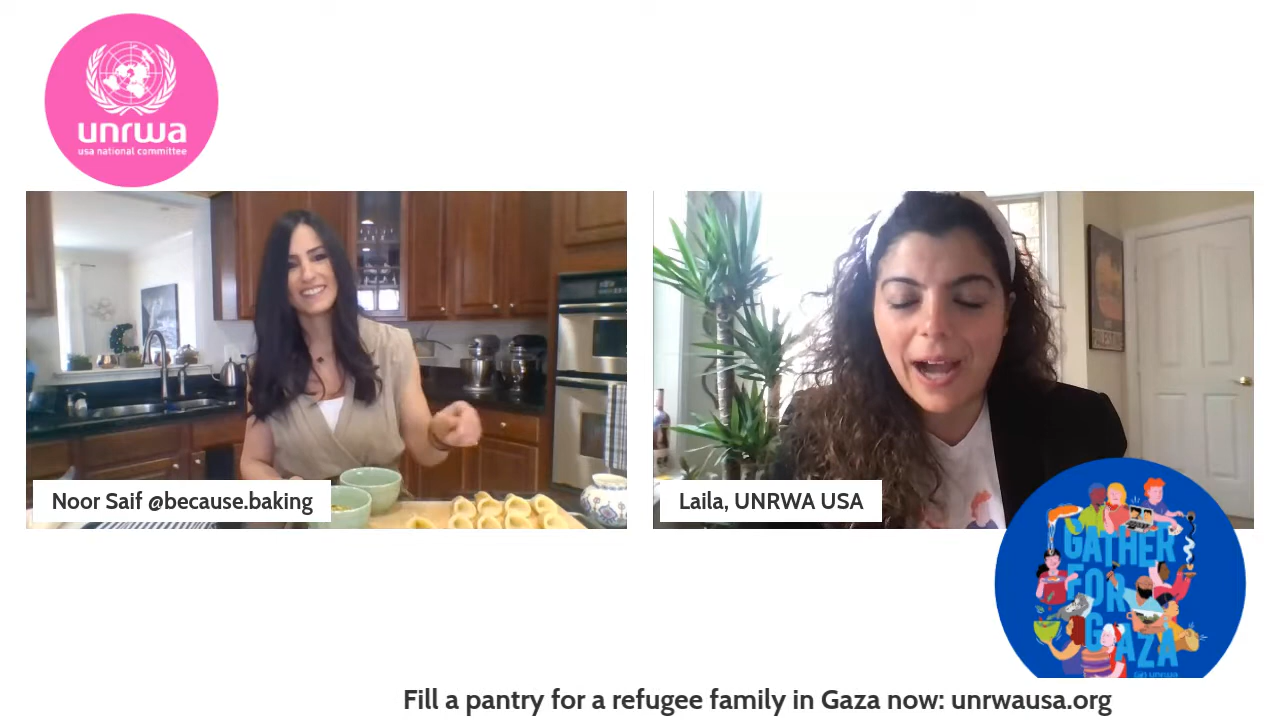 unrwa
usa national committee
Noor Saif @because.baking
Laila, UNRWA USA
GATHER
FOR
GAZA
Fill a pantry for a refugee family in Gaza now: unrwausa.org